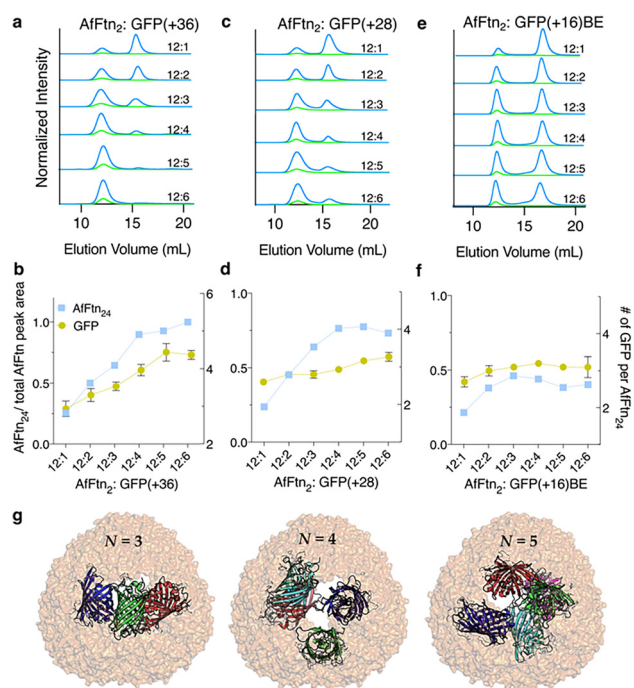 a AfFtn₂: GFP(+36) c AfFtn₂: GFP(+28) e AfFtn₂: GFP(+16)BE
Normalized Intensity
12:1
12:2
12:3
12:4
12:5
12:6
10 15 20
Elution Volume (mL)
12:1
12:2
12:3
12:4
12:5
12:6
10 15 20
Elution Volume (mL)
12:1
12:2
12:3
12:4
12:5
12:6
10 15 20
Elution Volume (mL)
b d f
AfFtn₂₄/ total AfFtn peak area
AfFtn₂₄
GFP
1.0
0.5
0.0
6
5
4
3
2
12:1 12:2 12:3 12:4 12:5 12:6
AfFtn₂: GFP(+36)
1.0
0.5
0.0
4
2
12:1 12:2 12:3 12:4 12:5 12:6
AfFtn₂: GFP(+28)
1.0
0.5
0.0
4
2
12:1 12:2 12:3 12:4 12:5 12:6
AfFtn₂: GFP(+16)BE
# of GFP per AfFtn₂₄
g
N = 3 N = 4 N = 5